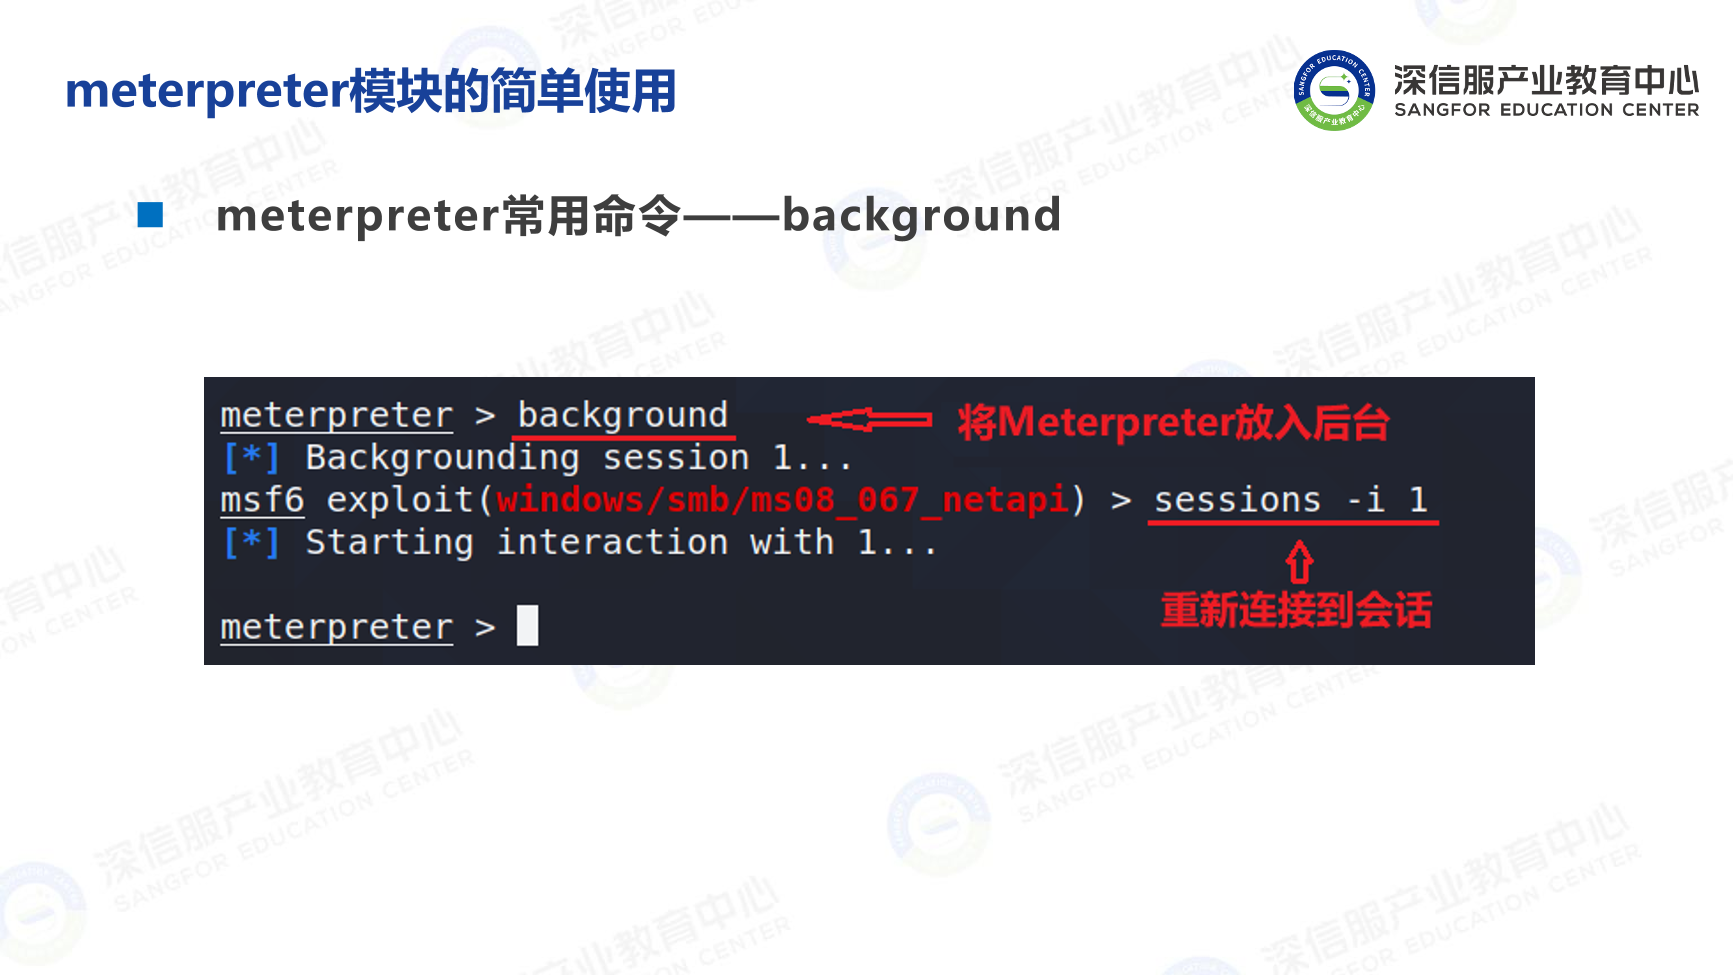 meterpreter模块的简单使用
深信服产业教育中心
SANGFOR EDUCATION CENTER
meterpreter常用命令——background
meterpreter > background
将Meterpreter放入后台
[*] Backgrounding session 1...
msf6 exploit(windows/smb/ms08_067_netapi) > sessions -i 1
[*] Starting interaction with 1...
重新连接到会话
meterpreter >